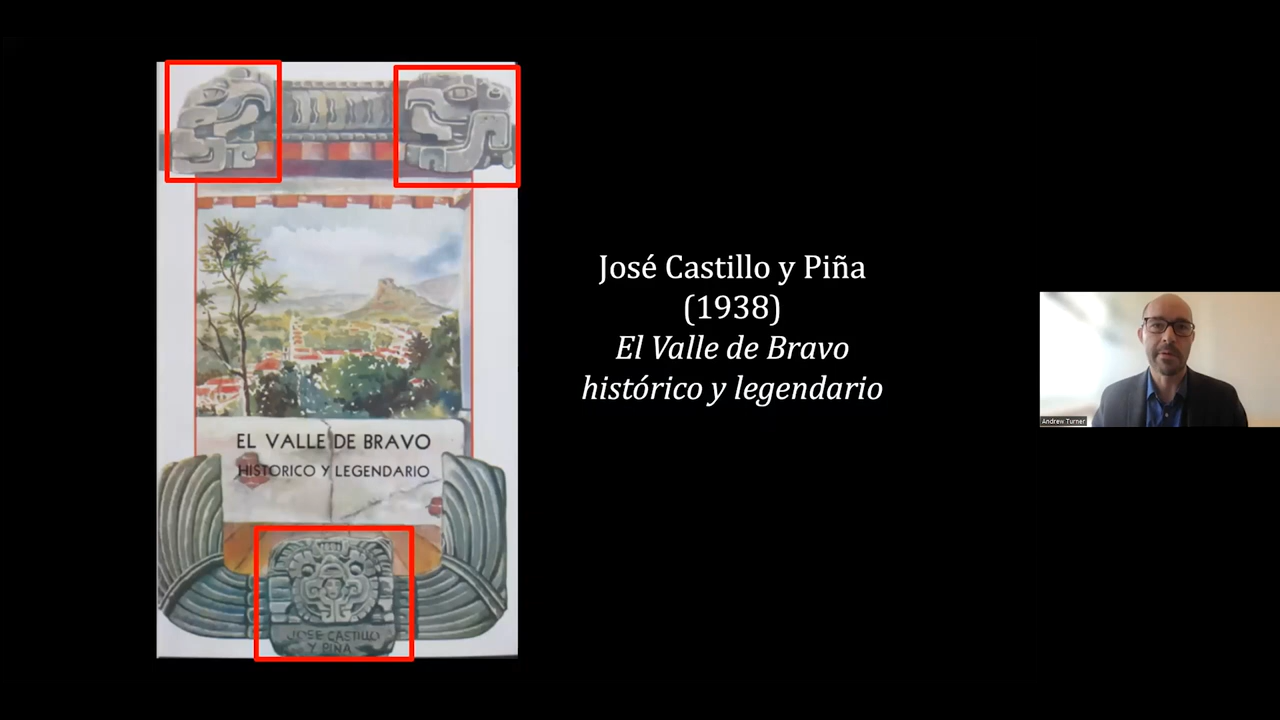 EL VALLE DE BRAVO
HISTORICO Y LEGENDARIO
JOSE CASTILLO
Y PIÑA
José Castillo y Piña
(1938)
El Valle de Bravo
histórico y legendario
Andrew Turner